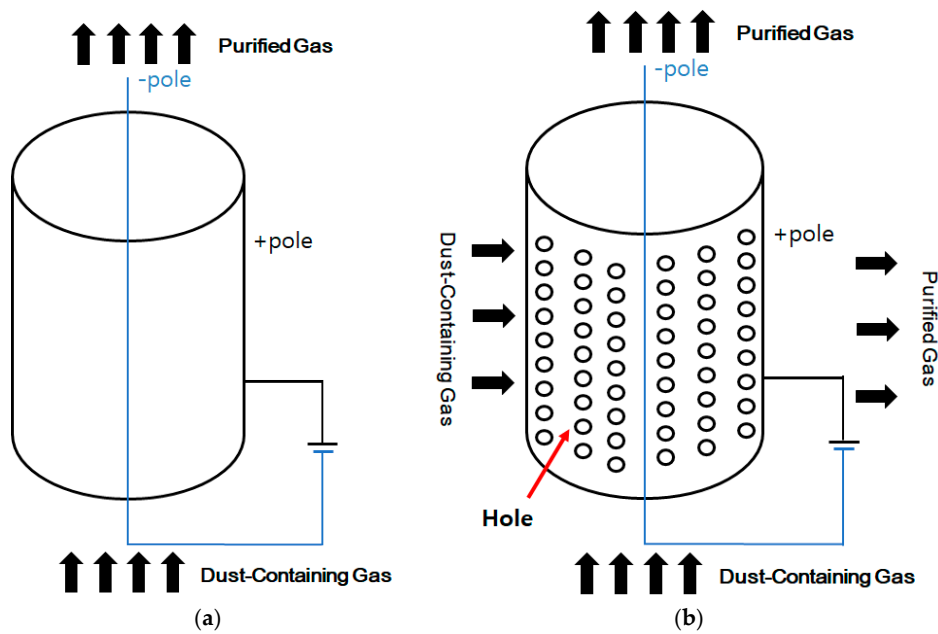 Purified Gas
-pole
+pole
Dust-Containing Gas
(a)
Purified Gas
-pole
+pole
Dust-Containing Gas
Purified Gas
Hole
Dust-Containing Gas
(b)